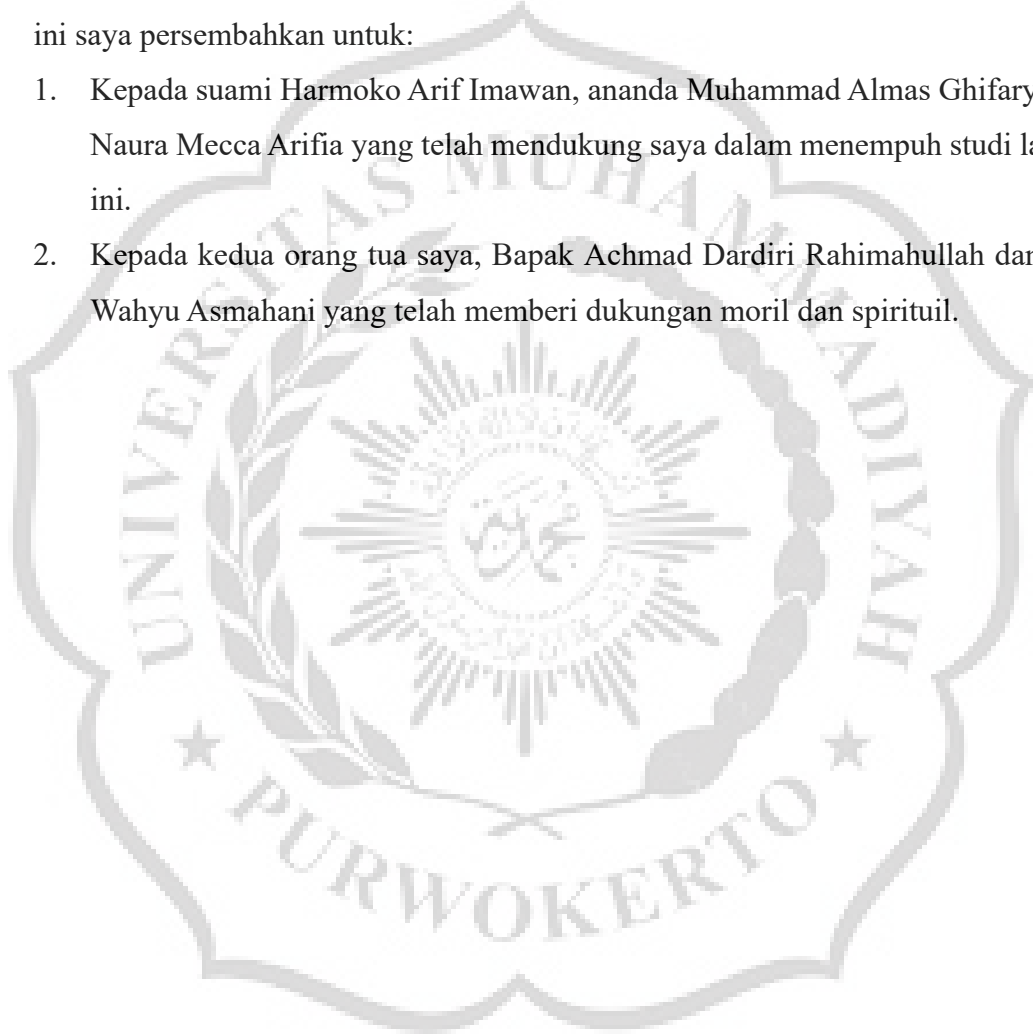 ini saya persembahkan untuk:
1. Kepada suami Harmoko Arif Imawan, ananda Muhammad Almas Ghifary
Naura Mecca Arifia yang telah mendukung saya dalam menempuh studi
ini.
2. Kepada kedua orang tua saya, Bapak Achmad Dardiri Rahimahullah dan
Wahyu Asmahani yang telah memberi dukungan moril dan spirituil.
UNIVERSITAS MUHAMMADIYAH
PURWOKERTO